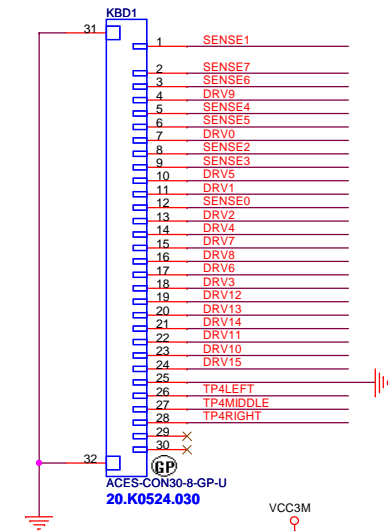 KBD1
31
1 SENSE1
2 SENSE7
3 SENSE6
4 DRV9
5 SENSE4
6 SENSE5
7 DRV0
8 SENSE2
9 SENSE3
10 DRV5
11 DRV1
12 SENSE0
13 DRV2
14 DRV4
15 DRV7
16 DRV8
17 DRV6
18 DRV3
19 DRV12
20 DRV13
21 DRV14
22 DRV11
23 DRV10
24 DRV15
25
26 TP4LEFT
27 TP4MIDDLE
28 TP4RIGHT
29
30
32
GP
ACES-CON30-8-GP-U
20.K0524.030
VCC3M